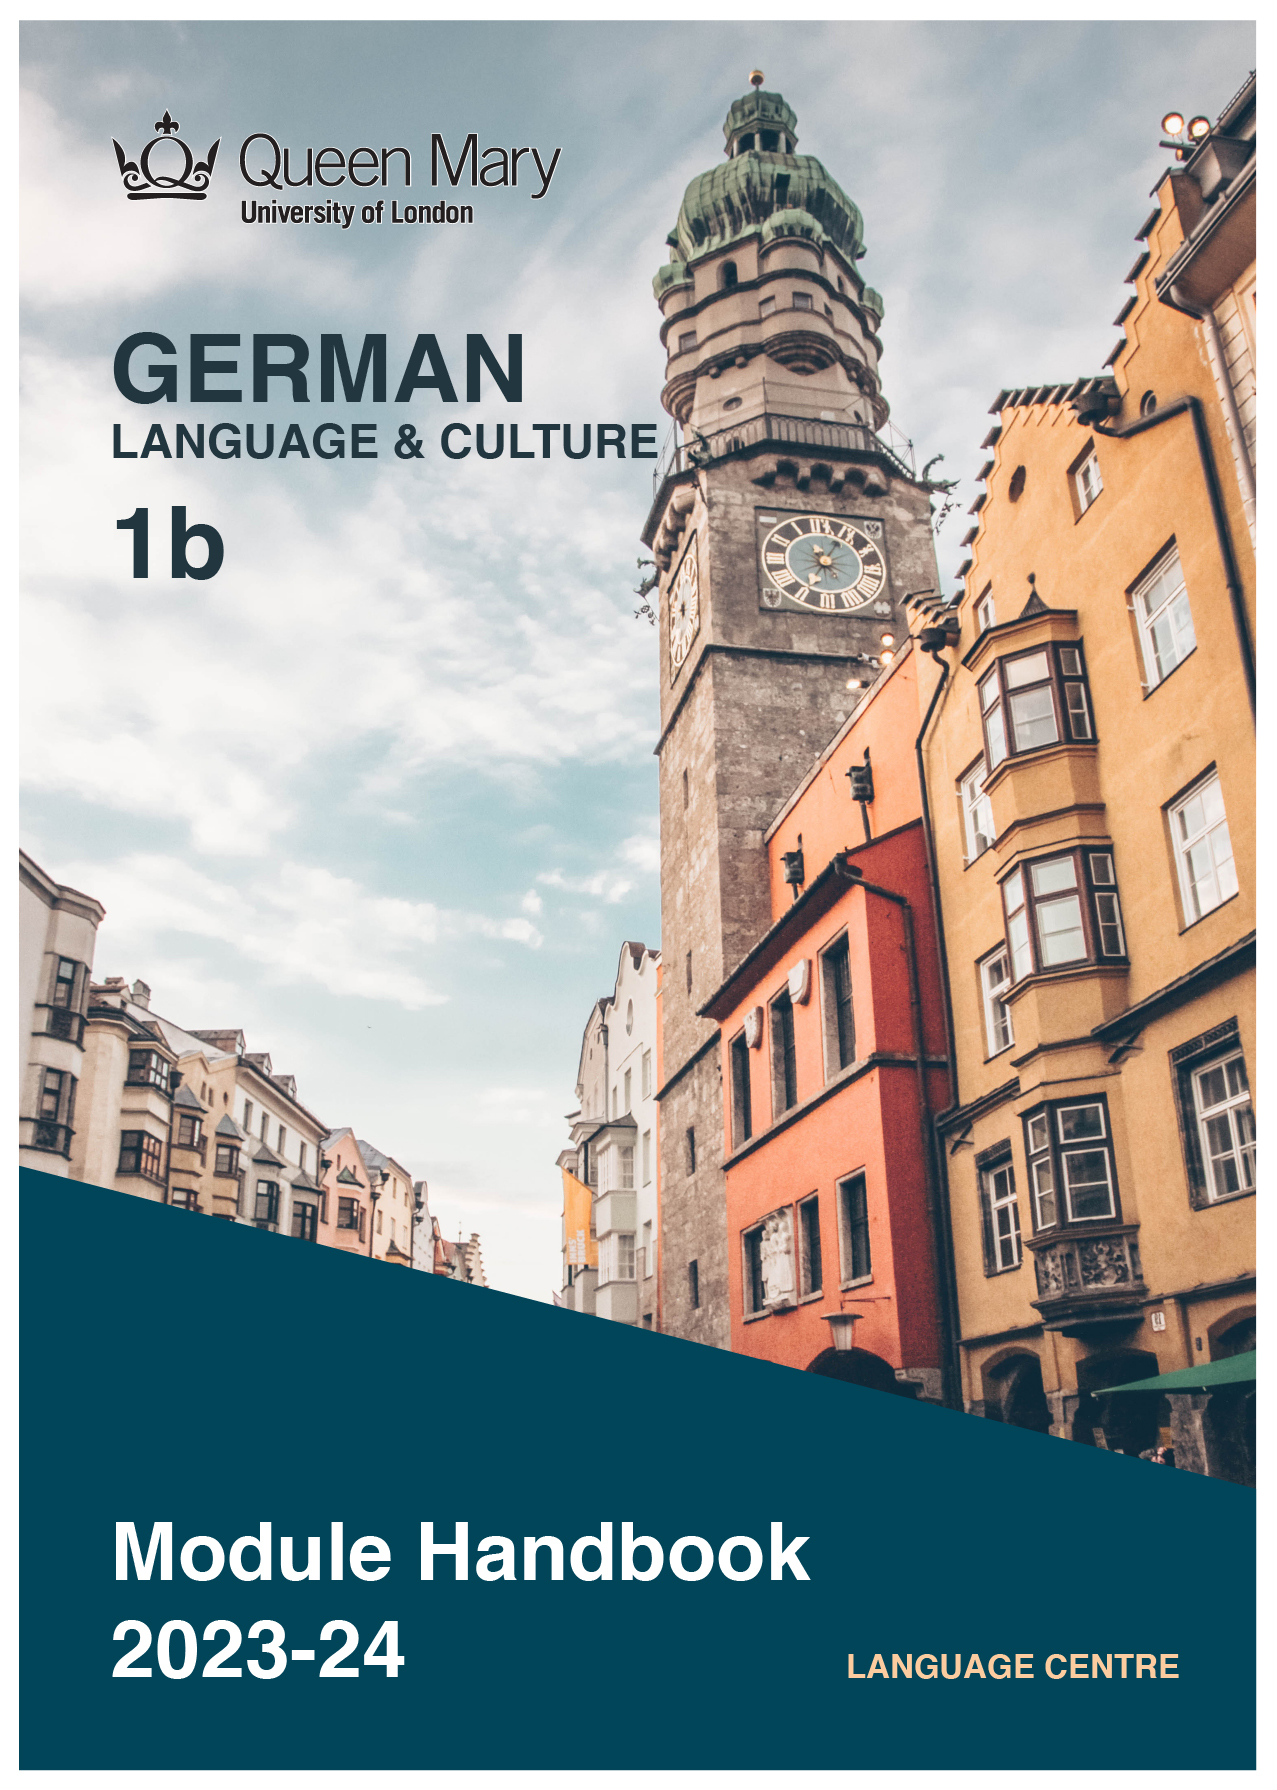 Queen Mary
University of London
GERMAN
LANGUAGE & CULTURE
1b
Module Handbook
2023-24
LANGUAGE CENTRE